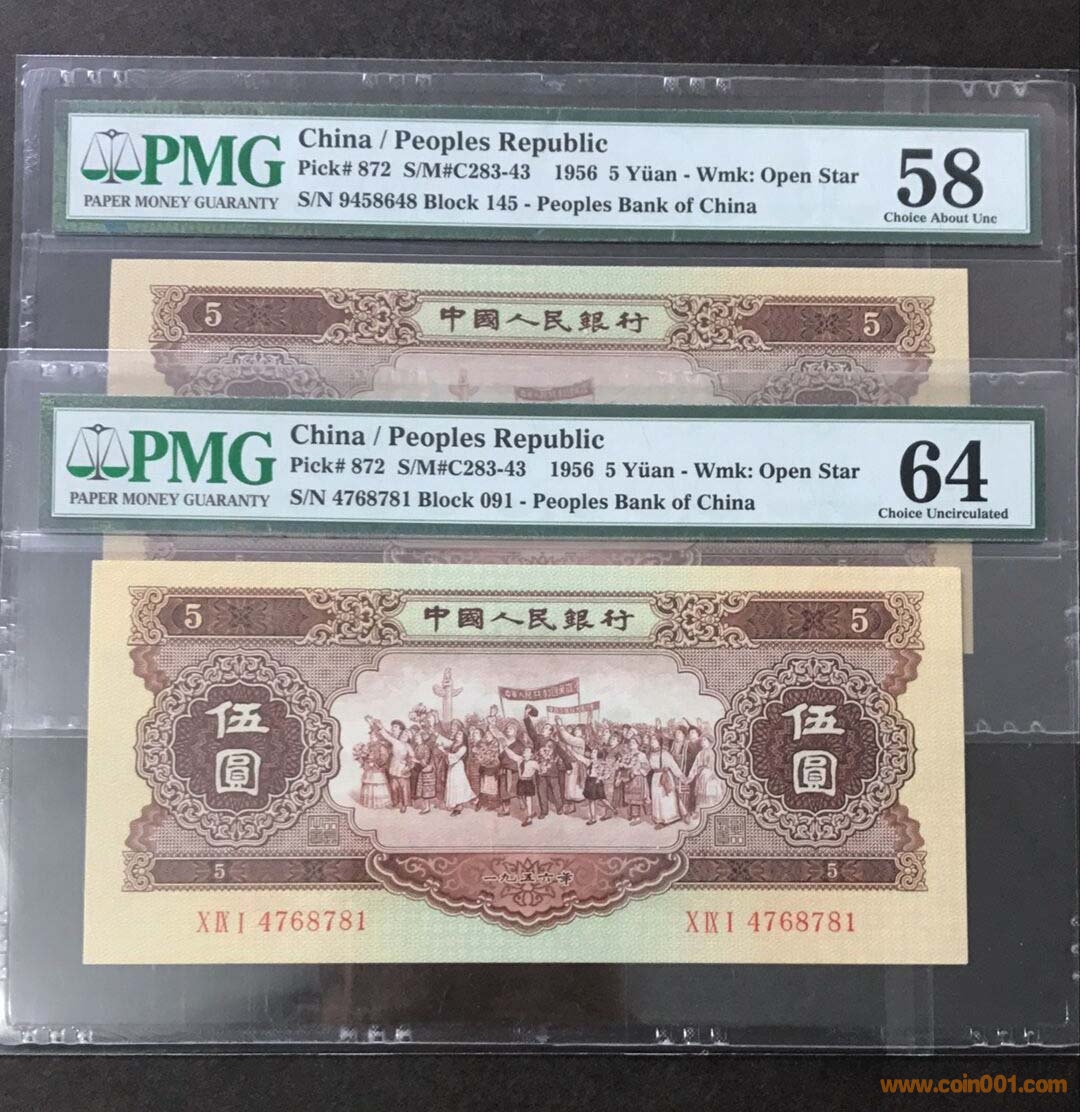 PMG
PAPER MONEY GUARANTY
China / Peoples Republic
Pick# 872 S/M#C283-43 1956 5 Yüan - Wmk: Open Star
S/N 9458648 Block 145 - Peoples Bank of China
58
Choice About Unc
5 中國人民銀行 5
PMG
PAPER MONEY GUARANTY
China / Peoples Republic
Pick# 872 S/M#C283-43 1956 5 Yüan - Wmk: Open Star
S/N 4768781 Block 091 - Peoples Bank of China
64
Choice Uncirculated
5 中國人民銀行 5
伍圓 伍圓
5 一九五六年 5
X IX I 4768781 X IX I 4768781
www.coin001.com